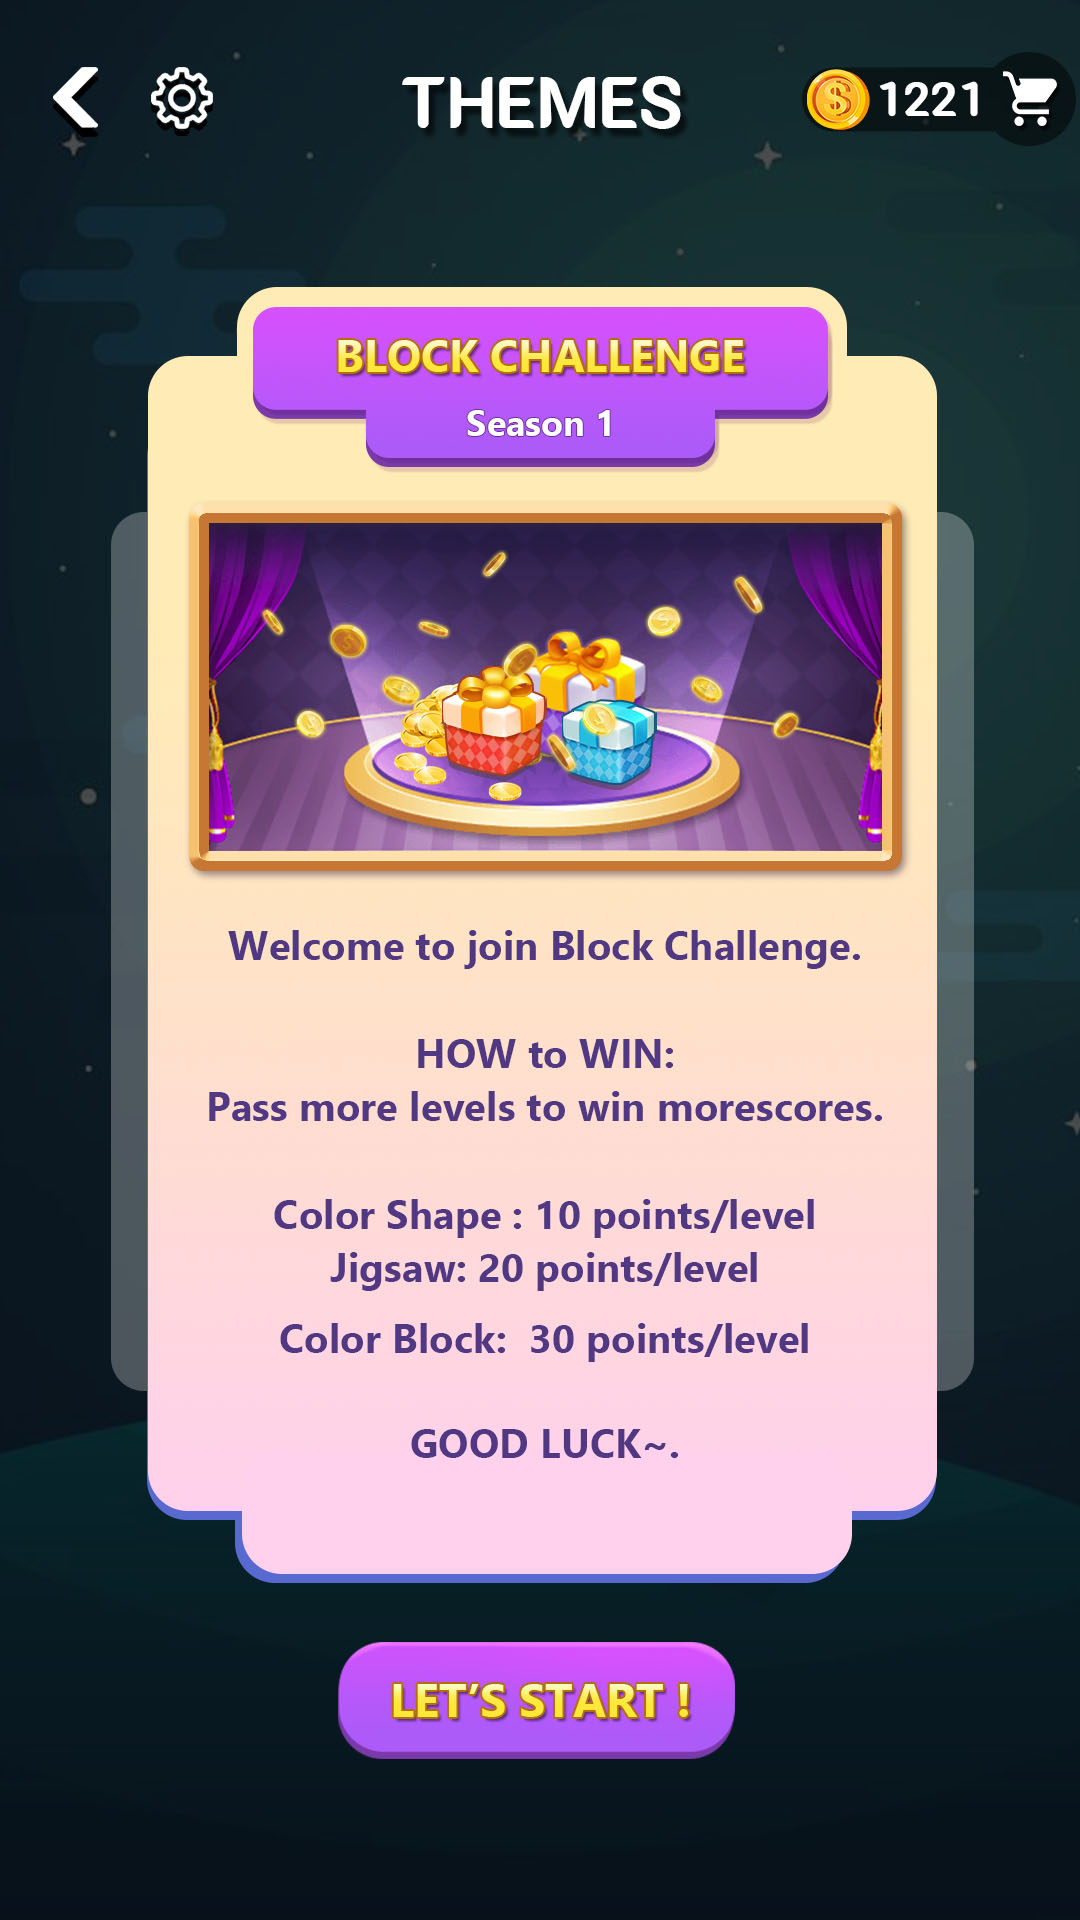 THEMES
1221
BLOCK CHALLENGE
Season 1
Welcome to join Block Challenge.
HOW to WIN:
Pass more levels to win morescores.
Color Shape : 10 points/level
Jigsaw: 20 points/level
Color Block:  30 points/level
GOOD LUCK~.
LET'S START !